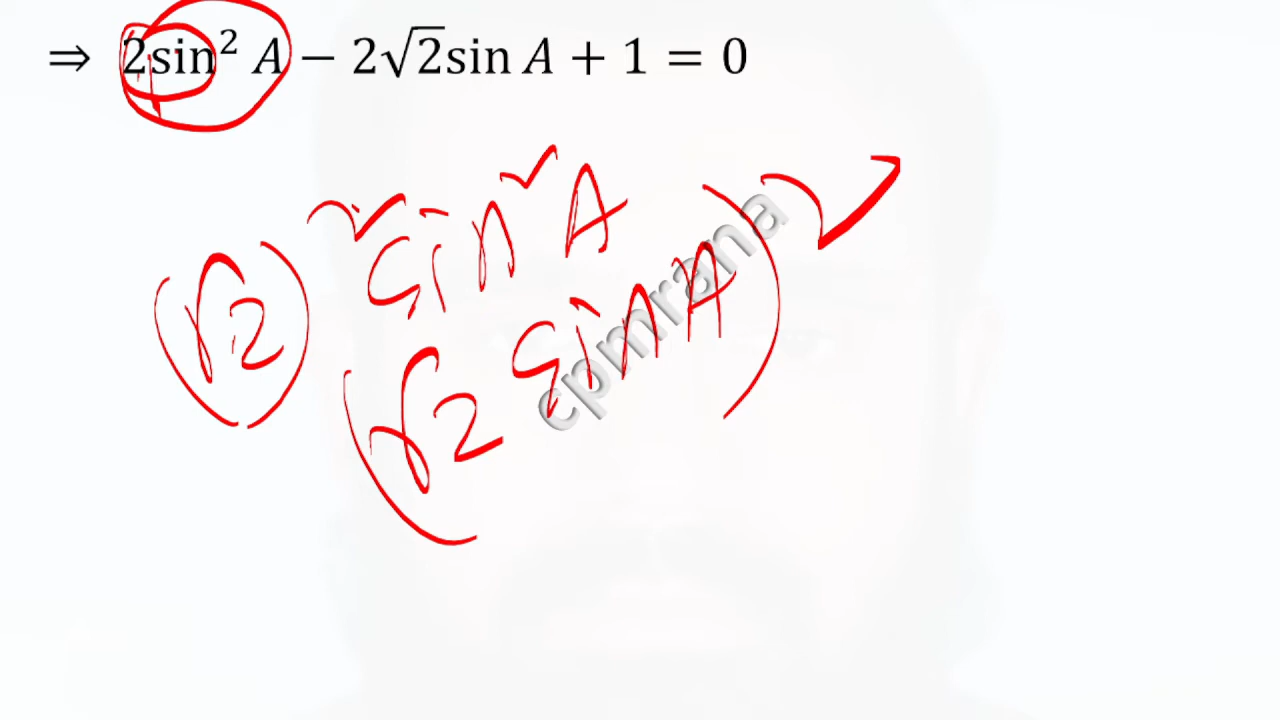 ⇒ 2sin² A − 2√2sin A + 1 = 0
(√2)² sin² A
(√2 sin A)²
cpmrana